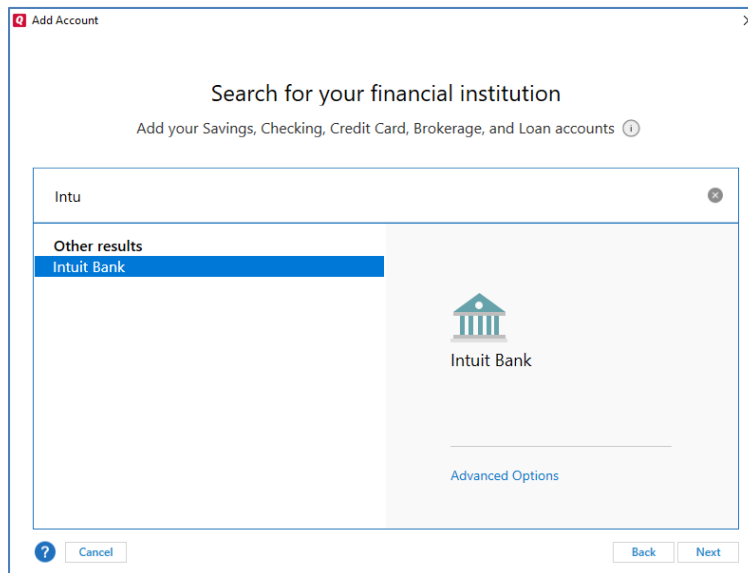 Q Add Account
Search for your financial institution
Add your Savings, Checking, Credit Card, Brokerage, and Loan accounts i
Intu
Other results
Intuit Bank
Intuit Bank
Advanced Options
? Cancel Back Next